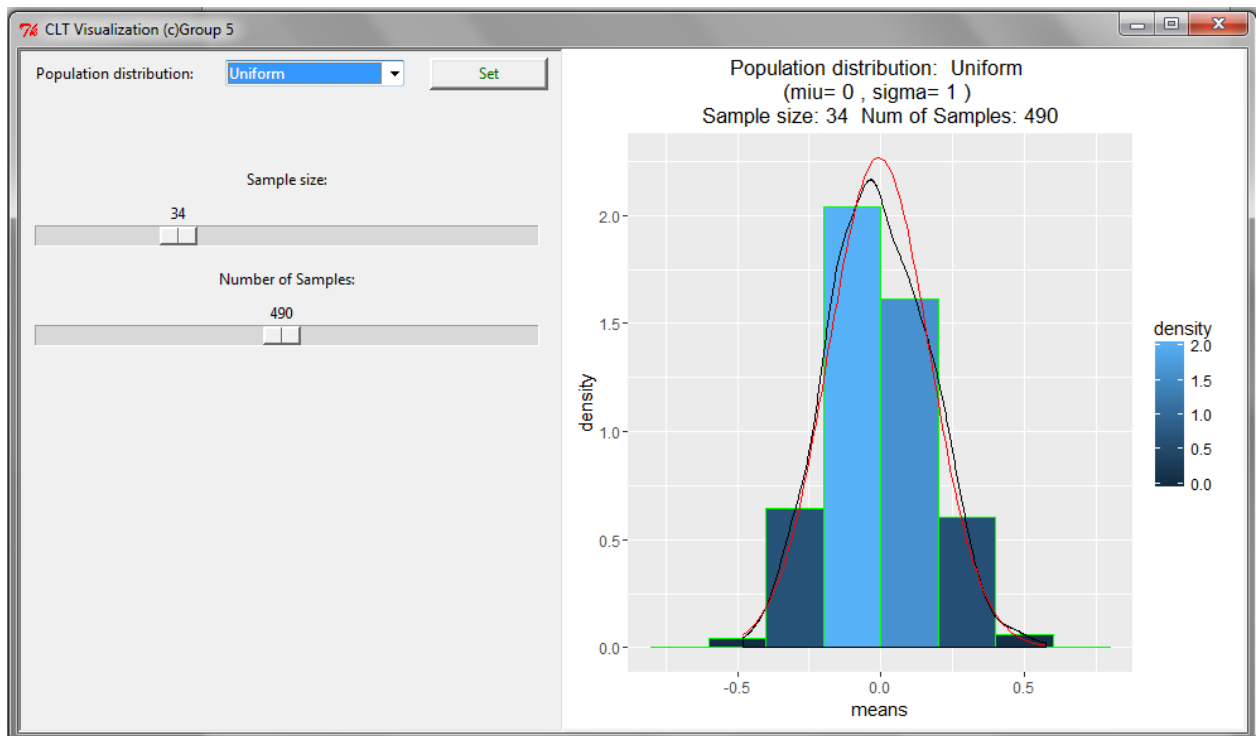 CLT Visualization (c)Group 5
Population distribution:
Uniform
Set
Sample size:
34
Number of Samples:
490
Population distribution:  Uniform
(miu= 0 , sigma= 1 )
Sample size: 34  Num of Samples: 490
density
2.0
1.5
1.0
0.5
0.0
-0.5
0.0
0.5
means
density
2.0
1.5
1.0
0.5
0.0